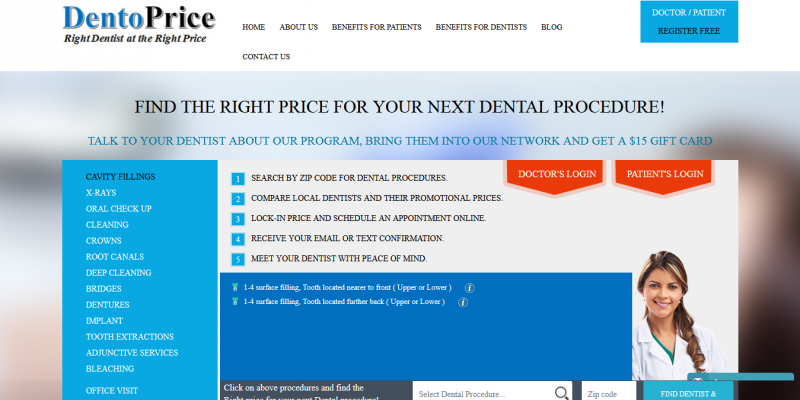 DentoPrice
Right Dentist at the Right Price
HOME ABOUT US BENEFITS FOR PATIENTS BENEFITS FOR DENTISTS BLOG
CONTACT US
DOCTOR / PATIENT
REGISTER FREE
FIND THE RIGHT PRICE FOR YOUR NEXT DENTAL PROCEDURE!
TALK TO YOUR DENTIST ABOUT OUR PROGRAM, BRING THEM INTO OUR NETWORK AND GET A $15 GIFT CARD
CAVITY FILLINGS
X-RAYS
ORAL CHECK UP
CLEANING
CROWNS
ROOT CANALS
DEEP CLEANING
BRIDGES
DENTURES
IMPLANT
TOOTH EXTRACTIONS
ADJUNCTIVE SERVICES
BLEACHING
OFFICE VISIT
1 SEARCH BY ZIP CODE FOR DENTAL PROCEDURES.
2 COMPARE LOCAL DENTISTS AND THEIR PROMOTIONAL PRICES.
3 LOCK-IN PRICE AND SCHEDULE AN APPOINTMENT ONLINE.
4 RECEIVE YOUR EMAIL OR TEXT CONFIRMATION.
5 MEET YOUR DENTIST WITH PEACE OF MIND.
DOCTOR'S LOGIN
PATIENT'S LOGIN
1-4 surface filling, Tooth located nearer to front ( Upper or Lower ) i
1-4 surface filling, Tooth located further back ( Upper or Lower ) i
Click on above procedures and find the
Right price for your next Dental procedure!
Select Dental Procedure...
Zip code
FIND DENTIST &